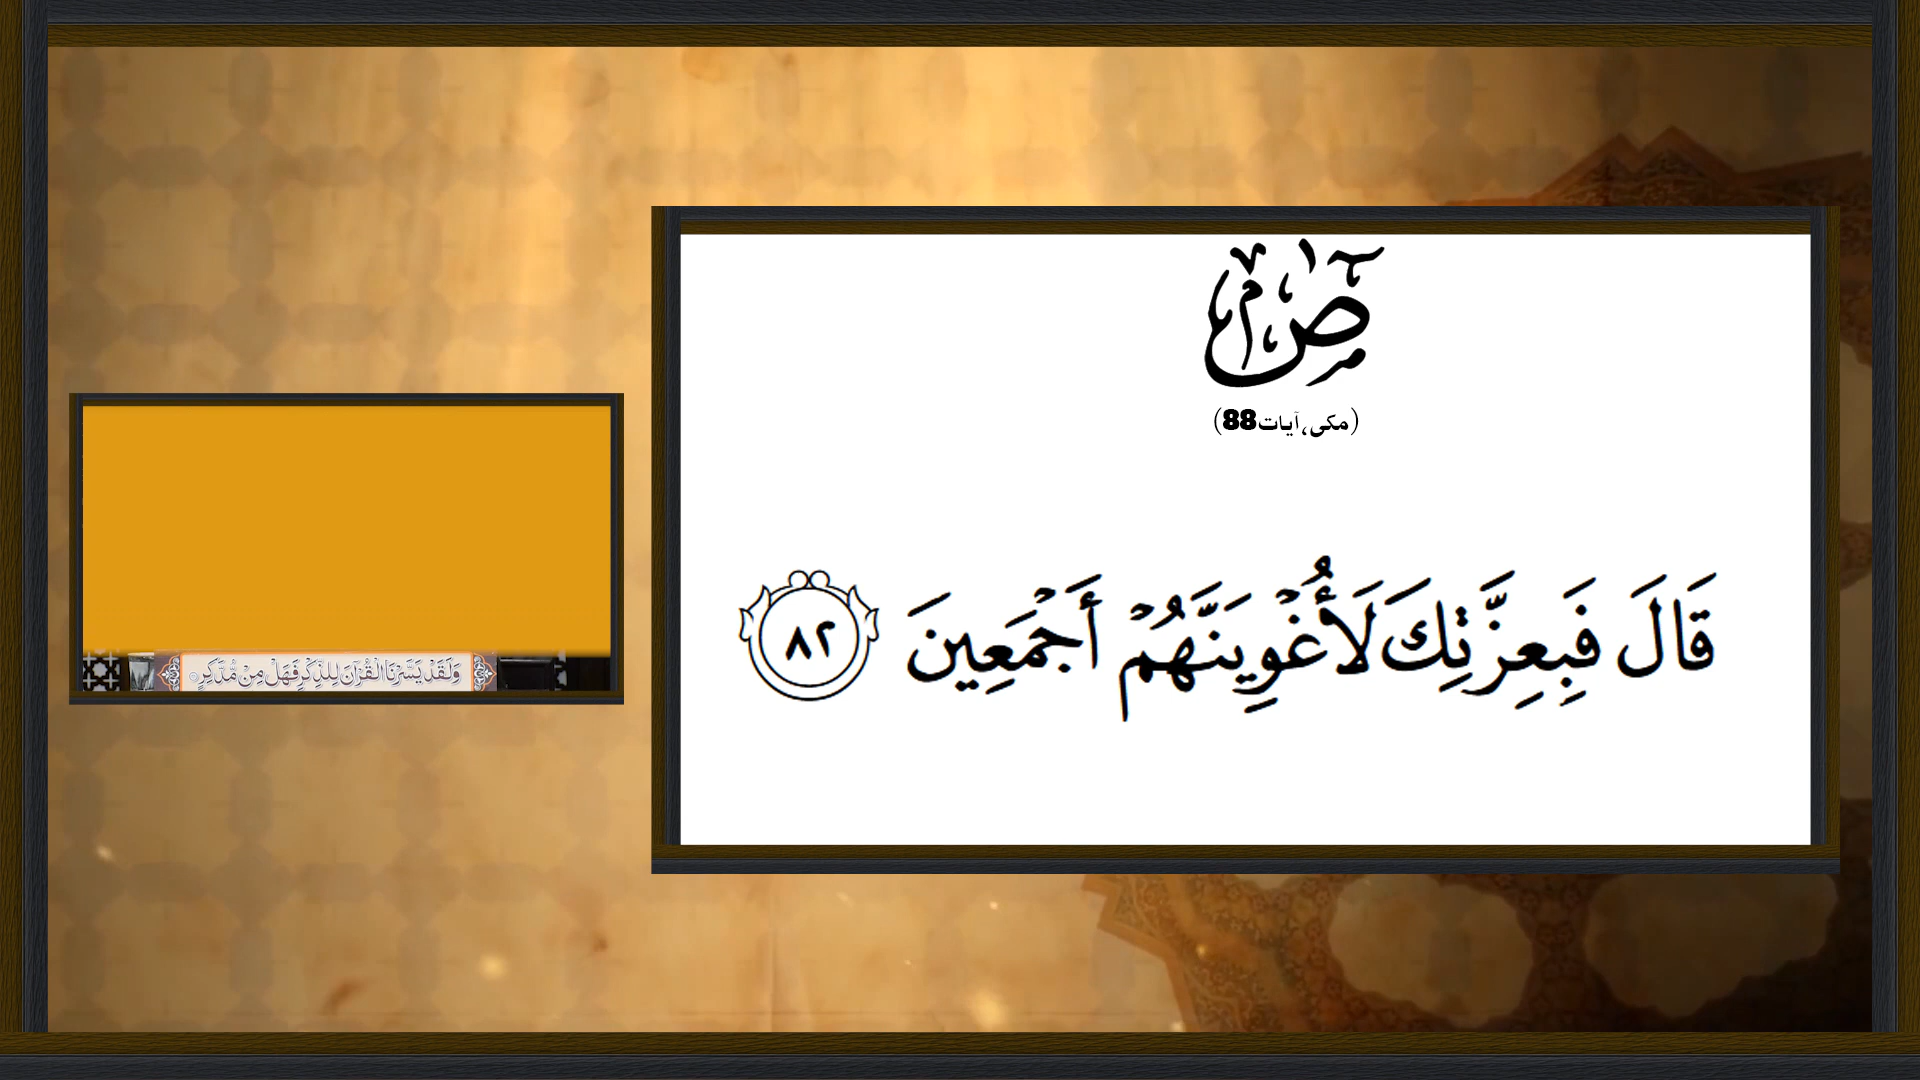 صٓ
(مکی، آیات 88)
قَالَ فَبِعِزَّتِكَ لَأُغْوِيَنَّهُمْ أَجْمَعِينَ ٨٢
وَلَقَدْ يَسَّرْنَا الْقُرْآنَ لِلذِّكْرِ فَهَلْ مِنْ مُّدَّكِرٍ